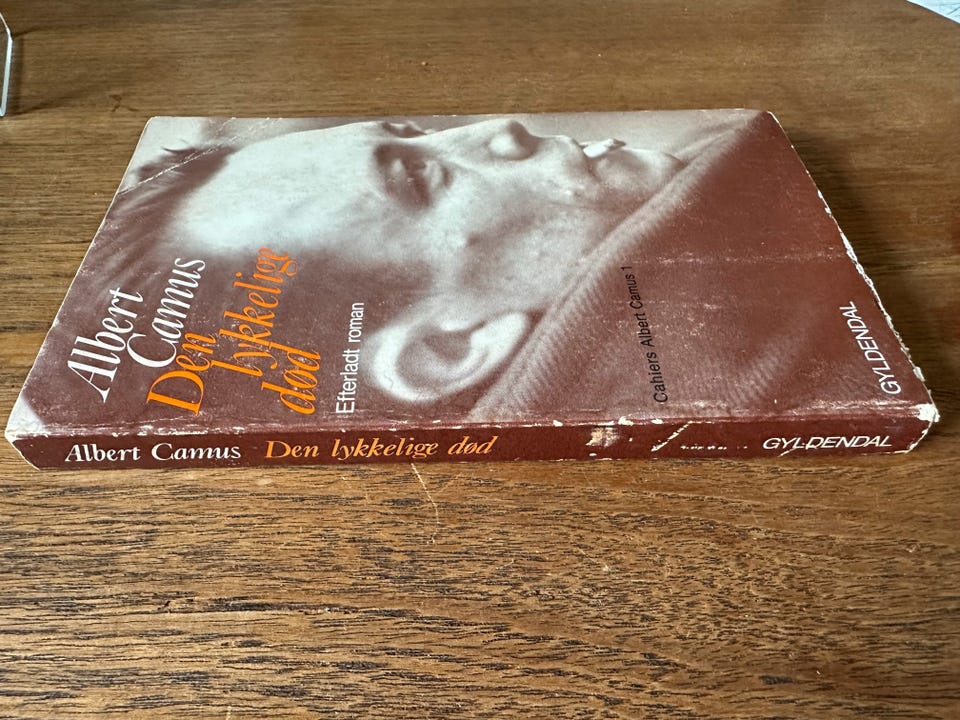 Albert
Camus
Den
lykkelige
død
Efterladt roman
Cahiers Albert Camus 1
GYLDENDAL
Albert Camus Den lykkelige død GYLDENDAL